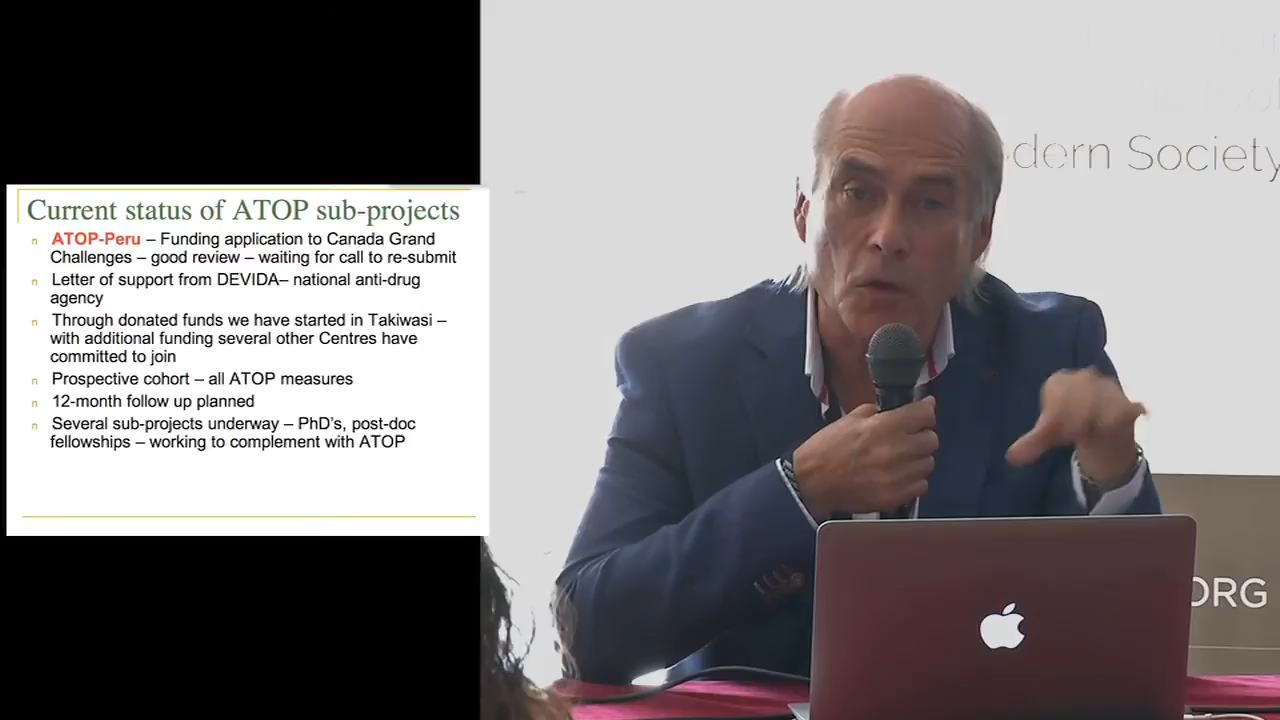 Current status of ATOP sub-projects
ATOP-Peru – Funding application to Canada Grand
Challenges – good review – waiting for call to re-submit
Letter of support from DEVIDA– national anti-drug
agency
Through donated funds we have started in Takiwasi –
with additional funding several other Centres have
committed to join
Prospective cohort – all ATOP measures
12-month follow up planned
Several sub-projects underway – PhD's, post-doc
fellowships – working to complement with ATOP
dern Society
ORG